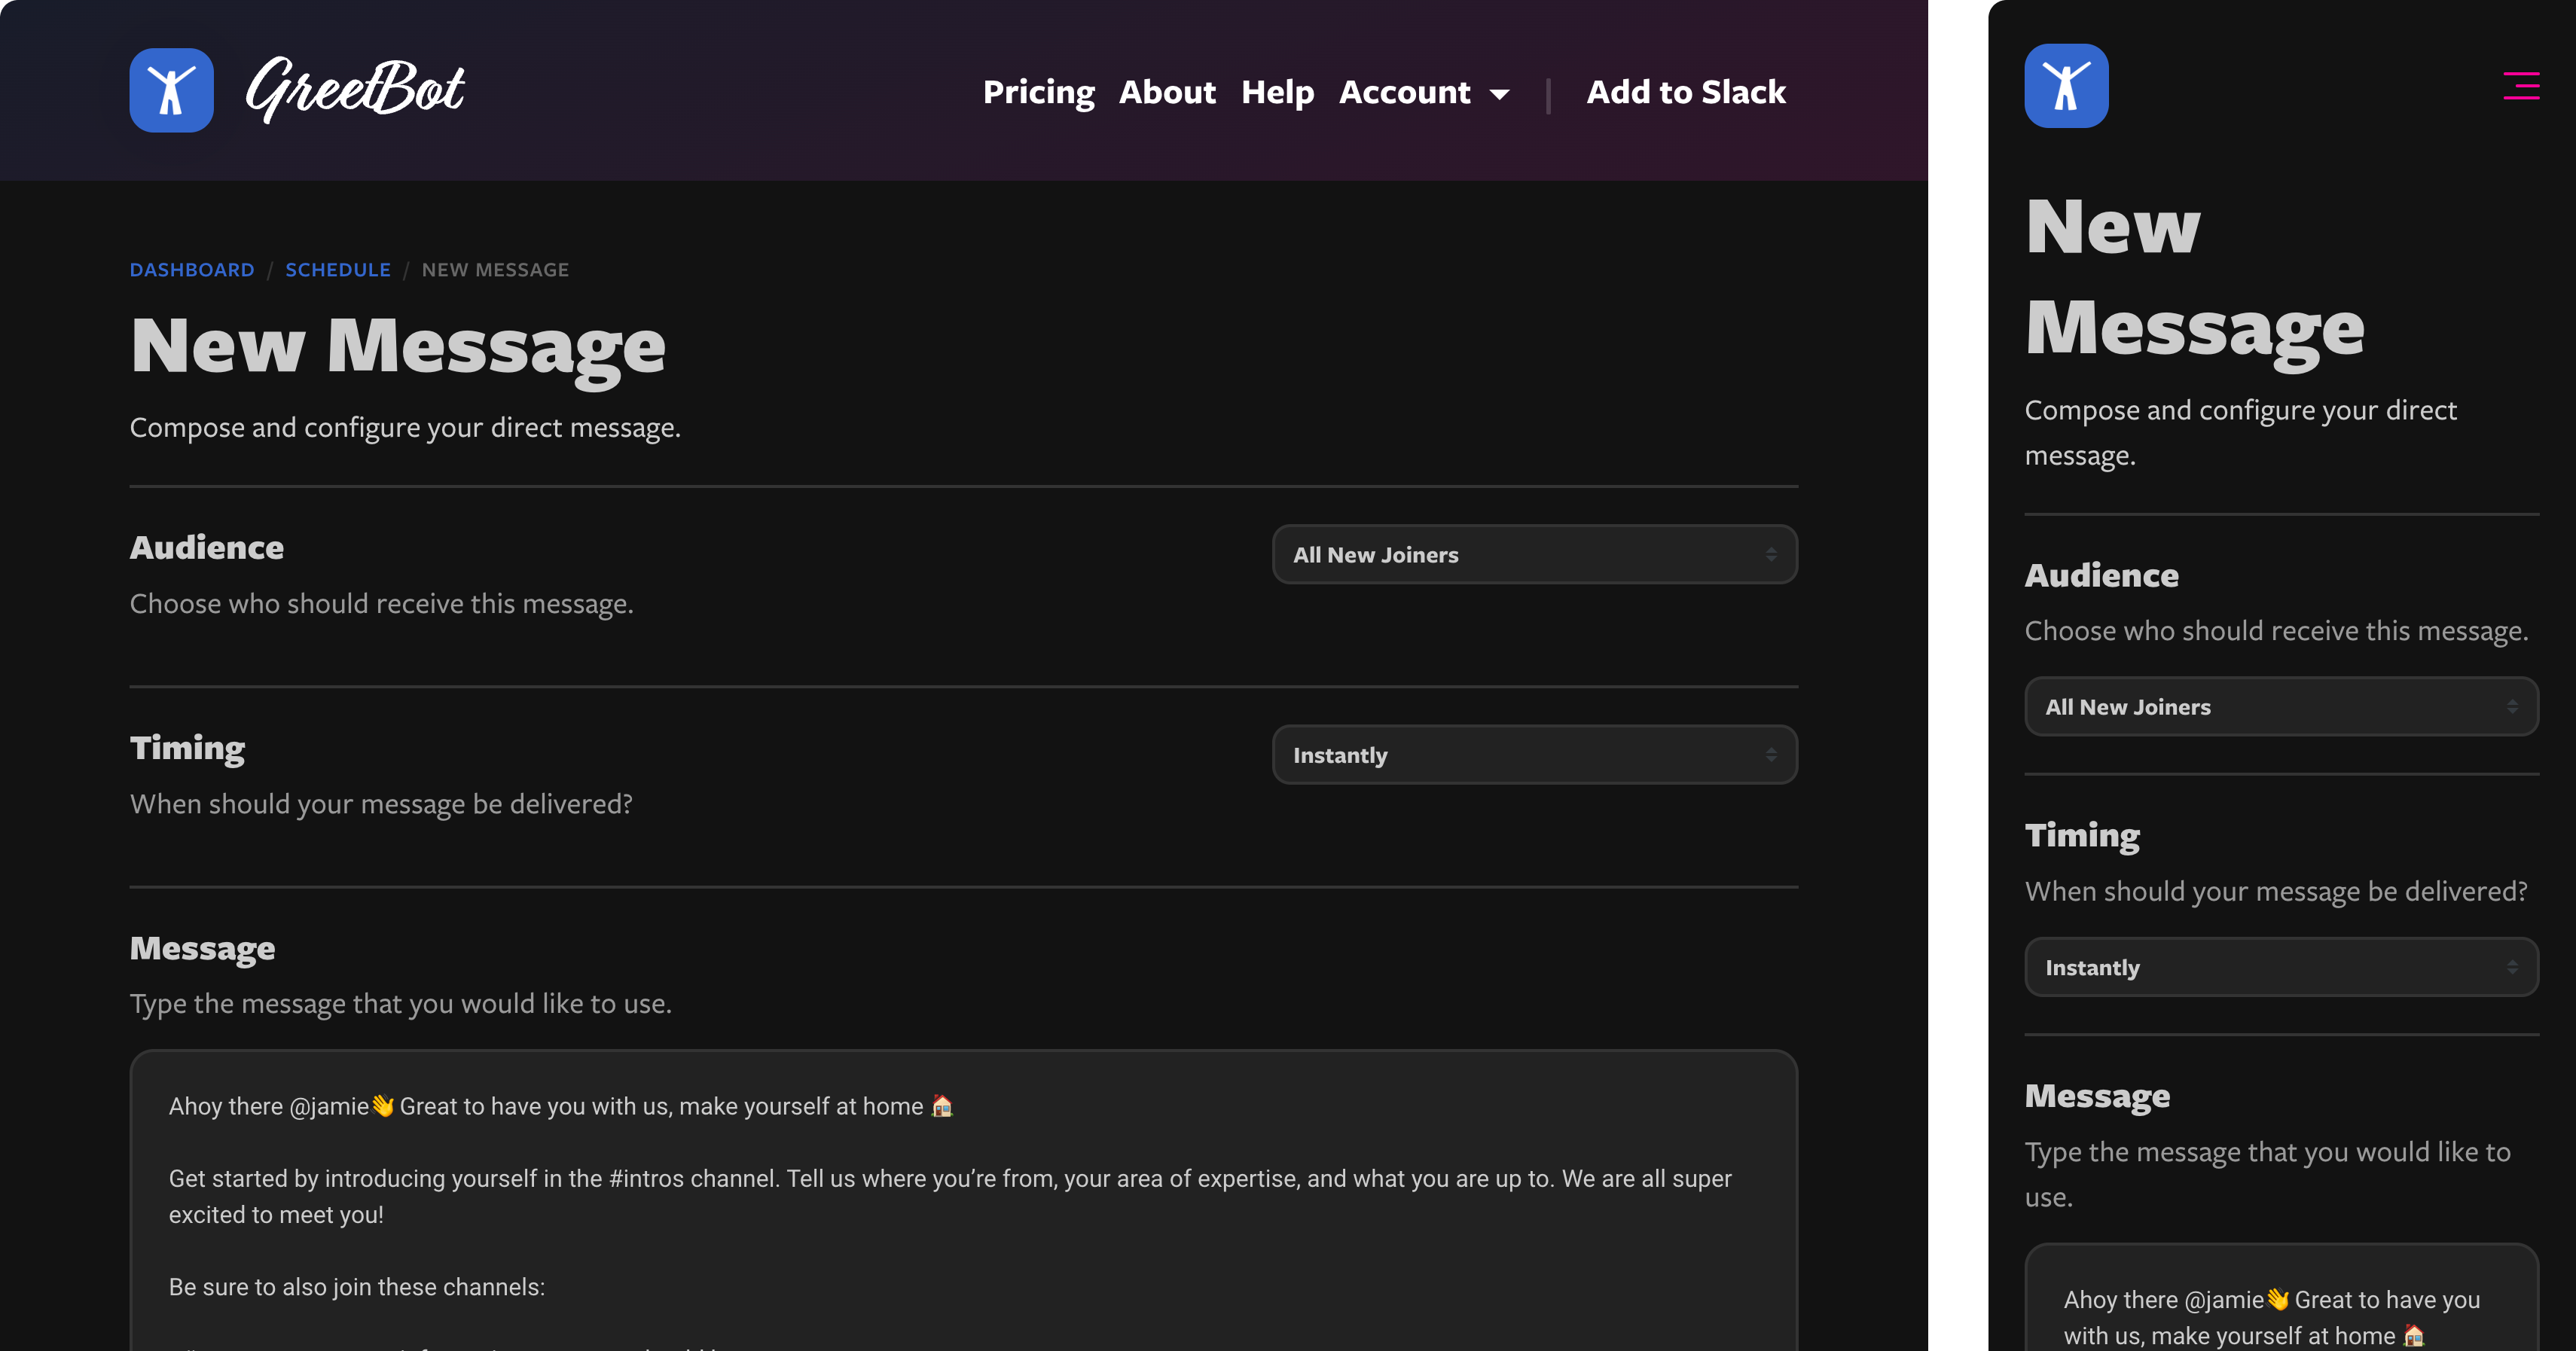 GreetBot
Pricing About Help Account | Add to Slack
DASHBOARD / SCHEDULE / NEW MESSAGE
New Message
Compose and configure your direct message.
Audience
All New Joiners
Choose who should receive this message.
Timing
Instantly
When should your message be delivered?
Message
Type the message that you would like to use.
Ahoy there @jamie👋 Great to have you with us, make yourself at home 🏠
Get started by introducing yourself in the #intros channel. Tell us where you’re from, your area of expertise, and what you are up to. We are all super
excited to meet you!
Be sure to also join these channels:
New
Message
Compose and configure your direct
message.
Audience
Choose who should receive this message.
All New Joiners
Timing
When should your message be delivered?
Instantly
Message
Type the message that you would like to
use.
Ahoy there @jamie👋 Great to have you
with us, make yourself at home 🏠